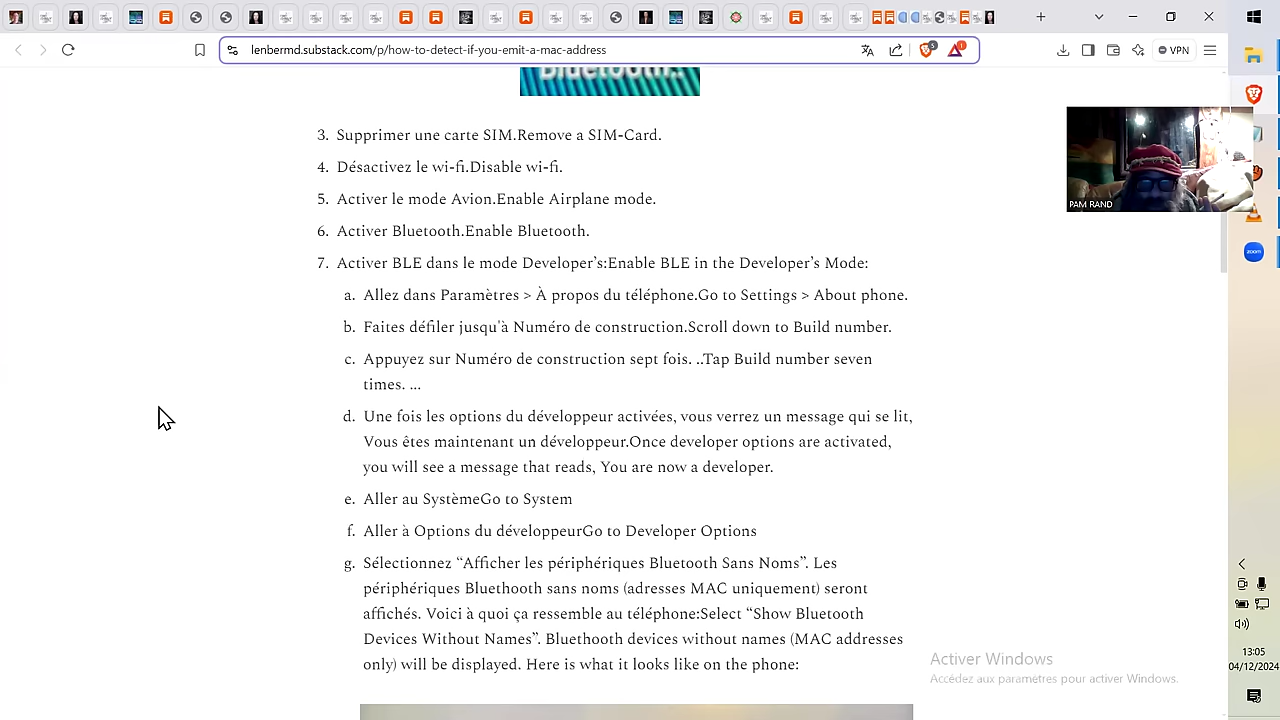 lenbermd.substack.com/p/how-to-detect-if-you-emit-a-mac-address
VPN
Bluetooth..
3. Supprimer une carte SIM.Remove a SIM-Card.
4. Désactivez le wi-fi.Disable wi-fi.
5. Activer le mode Avion.Enable Airplane mode.
6. Activer Bluetooth.Enable Bluetooth.
7. Activer BLE dans le mode Developer’s:Enable BLE in the Developer’s Mode:
a. Allez dans Paramètres > À propos du téléphone.Go to Settings > About phone.
b. Faites défiler jusqu'à Numéro de construction.Scroll down to Build number.
c. Appuyez sur Numéro de construction sept fois. ..Tap Build number seven
times. ...
d. Une fois les options du développeur activées, vous verrez un message qui se lit,
Vous êtes maintenant un développeur.Once developer options are activated,
you will see a message that reads, You are now a developer.
e. Aller au SystèmeGo to System
f. Aller à Options du développeurGo to Developer Options
g. Sélectionnez “Afficher les périphériques Bluetooth Sans Noms”. Les
périphériques Bluethooth sans noms (adresses MAC uniquement) seront
affichés. Voici à quoi ça ressemble au téléphone:Select “Show Bluetooth
Devices Without Names”. Bluethooth devices without names (MAC addresses
only) will be displayed. Here is what it looks like on the phone:
PAM RAND
zoom
Activer Windows
Accédez aux paramètres pour activer Windows.
13:05
04/12/2024